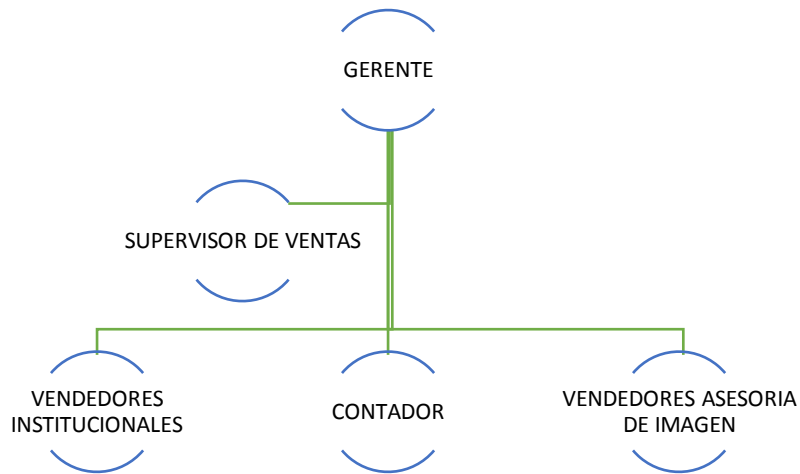 GERENTE
SUPERVISOR DE VENTAS
VENDEDORES
INSTITUCIONALES
CONTADOR
VENDEDORES ASESORIA
DE IMAGEN